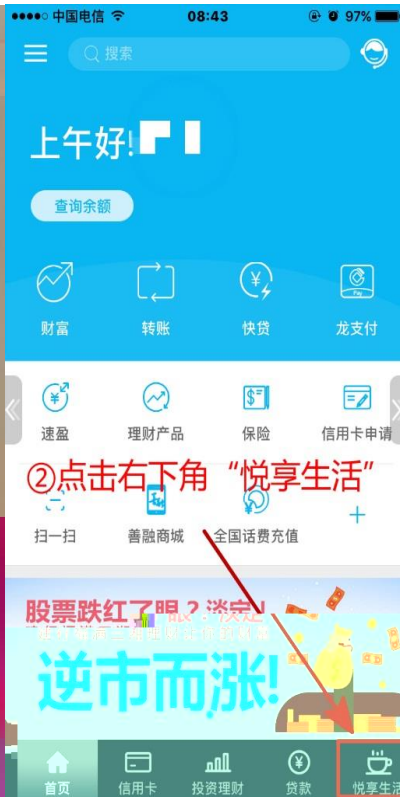 中国电信 08:43 97%
搜索
上午好!
查询余额
财富 转账 快贷 龙支付
Pay
速盈 理财产品 保险 信用卡申请
②点击右下角“悦享生活”
扫一扫 善融商城 全国话费充值
股票跌红了眼？淡定!
逆市而涨!
首页 信用卡 投资理财 贷款 悦享生活